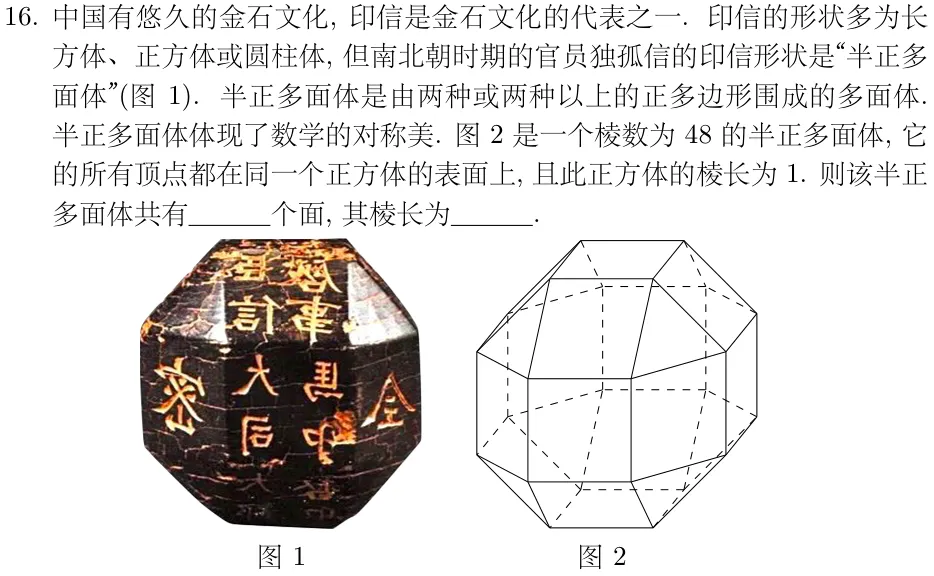 16. 中国有悠久的金石文化, 印信是金石文化的代表之一. 印信的形状多为长
方体、正方体或圆柱体, 但南北朝时期的官员独孤信的印信形状是“半正多
面体”(图 1). 半正多面体是由两种或两种以上的正多边形围成的多面体.
半正多面体体现了数学的对称美. 图 2 是一个棱数为 48 的半正多面体, 它
的所有顶点都在同一个正方体的表面上, 且此正方体的棱长为 1. 则该半正
多面体共有______个面, 其棱长为______.
臣
信 事
大 馬
司
密
图 1
图 2